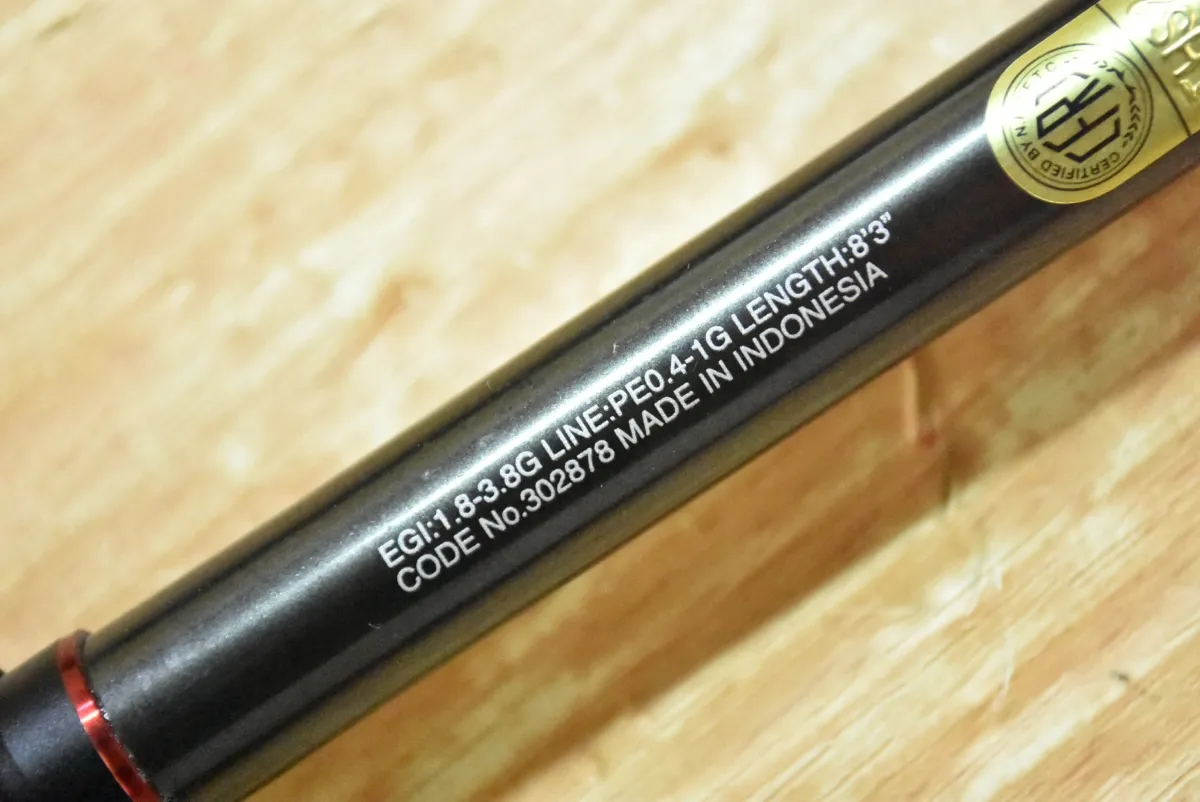 EGI:1.8-3.8G LINE:PE0.4-1G LENGTH:8'3"
CODE No.302878 MADE IN INDONESIA
CERTIFIED BY